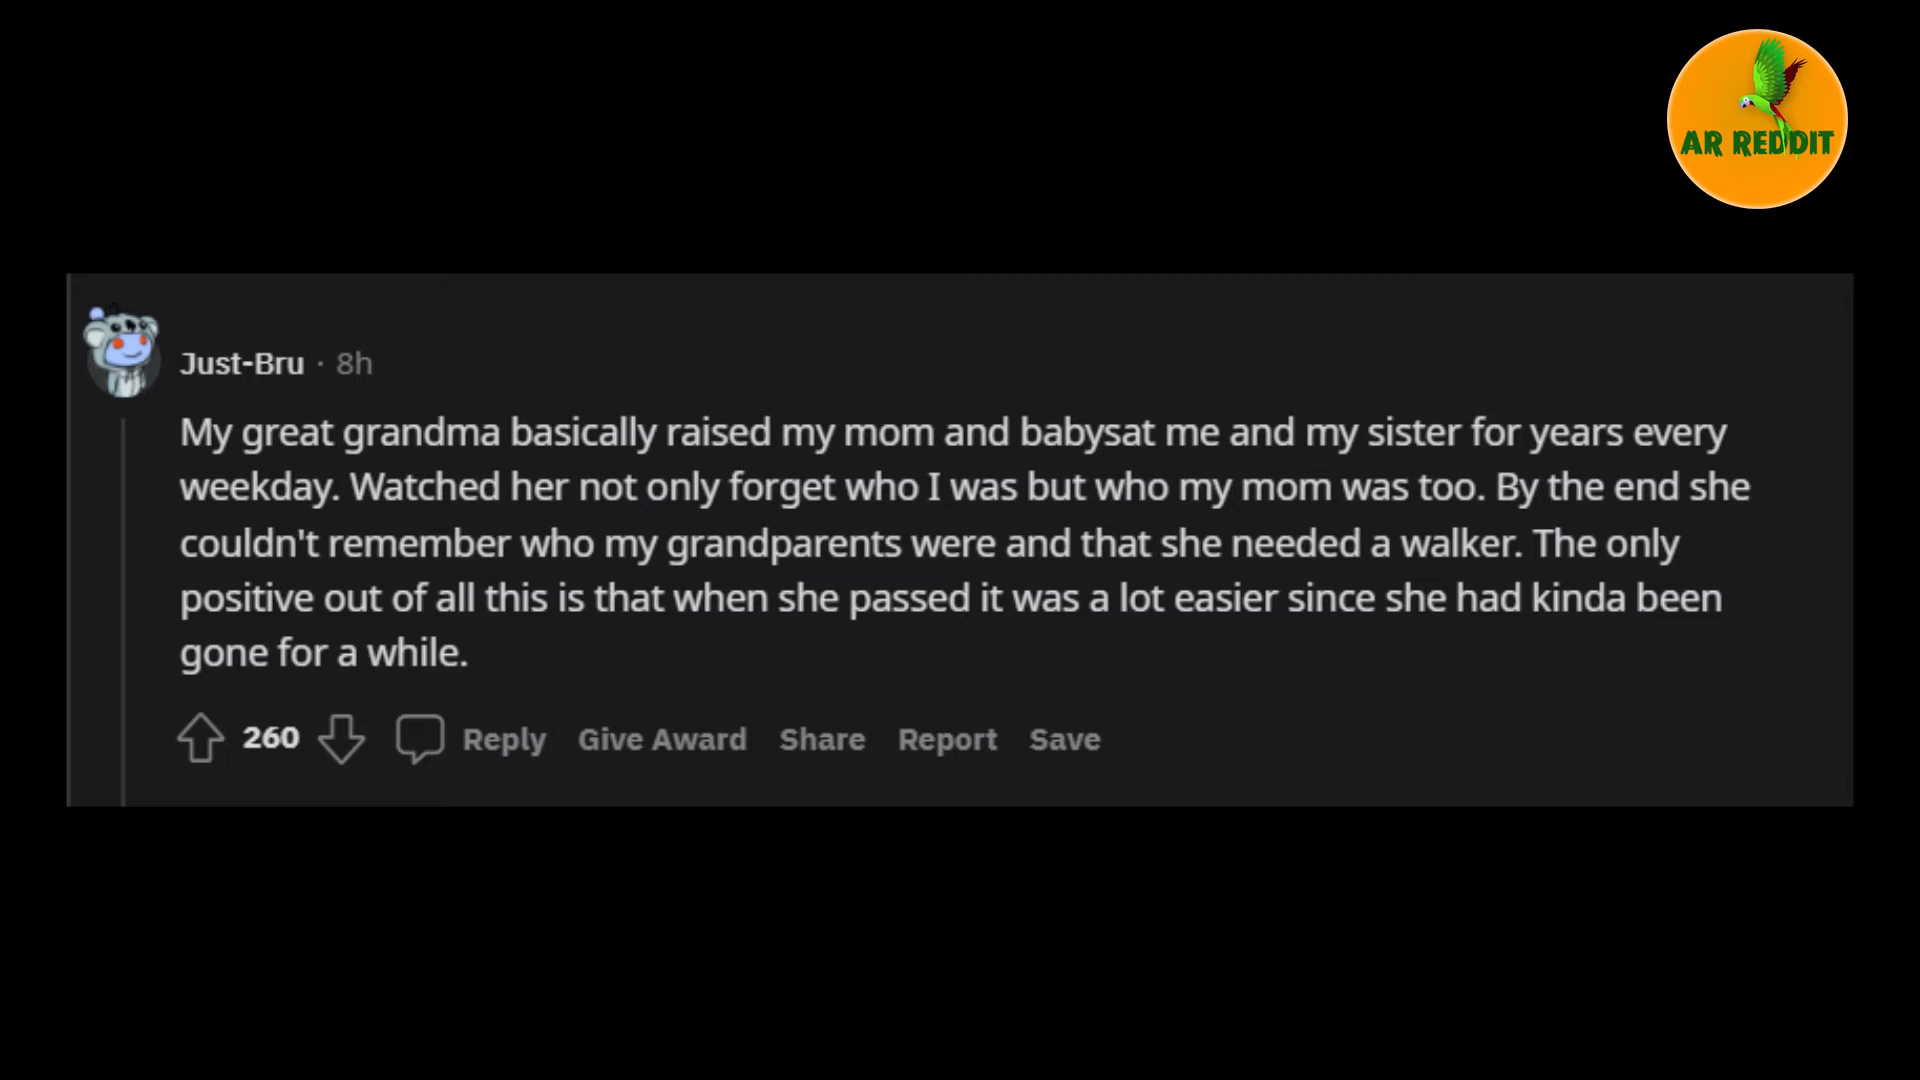 AR REDDIT
Just-Bru · 8h
My great grandma basically raised my mom and babysat me and my sister for years every
weekday. Watched her not only forget who I was but who my mom was too. By the end she
couldn't remember who my grandparents were and that she needed a walker. The only
positive out of all this is that when she passed it was a lot easier since she had kinda been
gone for a while.
260 Reply Give Award Share Report Save